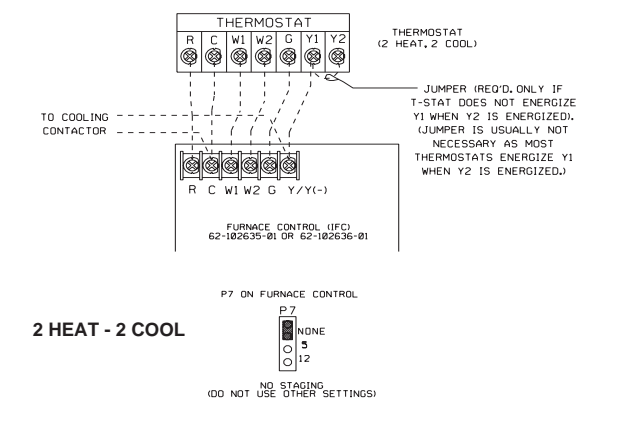 THERMOSTAT
R C W1 W2 G Y1 Y2
THERMOSTAT
(2 HEAT, 2 COOL)
JUMPER (REQ'D. ONLY IF
T-STAT DOES NOT ENERGIZE
Y1 WHEN Y2 IS ENERGIZED).
(JUMPER IS USUALLY NOT
NECESSARY AS MOST
THERMOSTATS ENERGIZE Y1
WHEN Y2 IS ENERGIZED.)
TO COOLING
CONTACTOR
R C W1 W2 G Y/Y(-)
FURNACE CONTROL (IFC)
62-102635-01 OR 62-102636-01
P7 ON FURNACE CONTROL
P7
NONE
5
12
2 HEAT - 2 COOL
NO STAGING
(DO NOT USE OTHER SETTINGS)